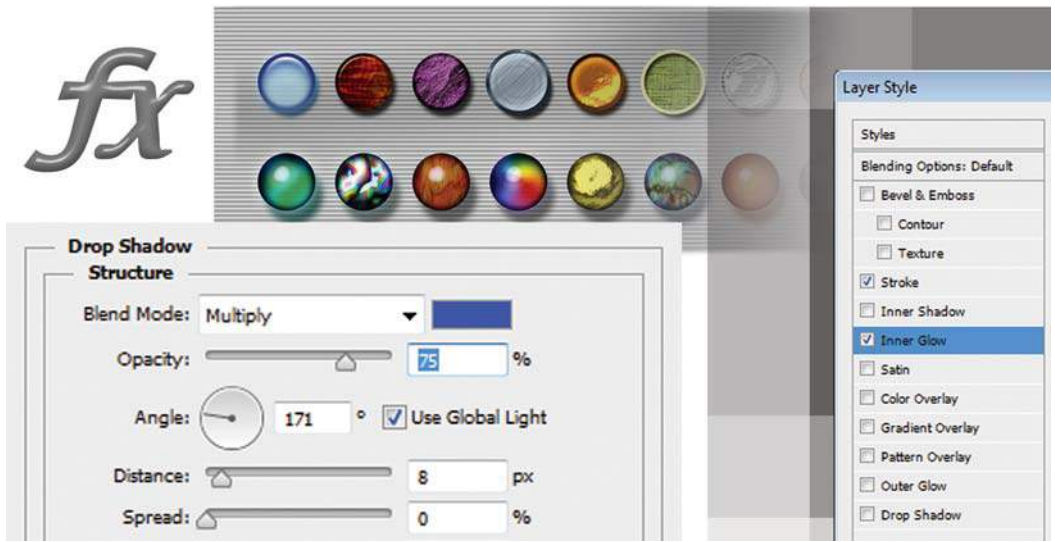 fx
Drop Shadow
Structure
Blend Mode: Multiply
Opacity: 75 %
Angle: 171 ° Use Global Light
Distance: 8 px
Spread: 0 %
Layer Style
Styles
Blending Options: Default
Bevel & Emboss
Contour
Texture
Stroke
Inner Shadow
Inner Glow
Satin
Color Overlay
Gradient Overlay
Pattern Overlay
Outer Glow
Drop Shadow